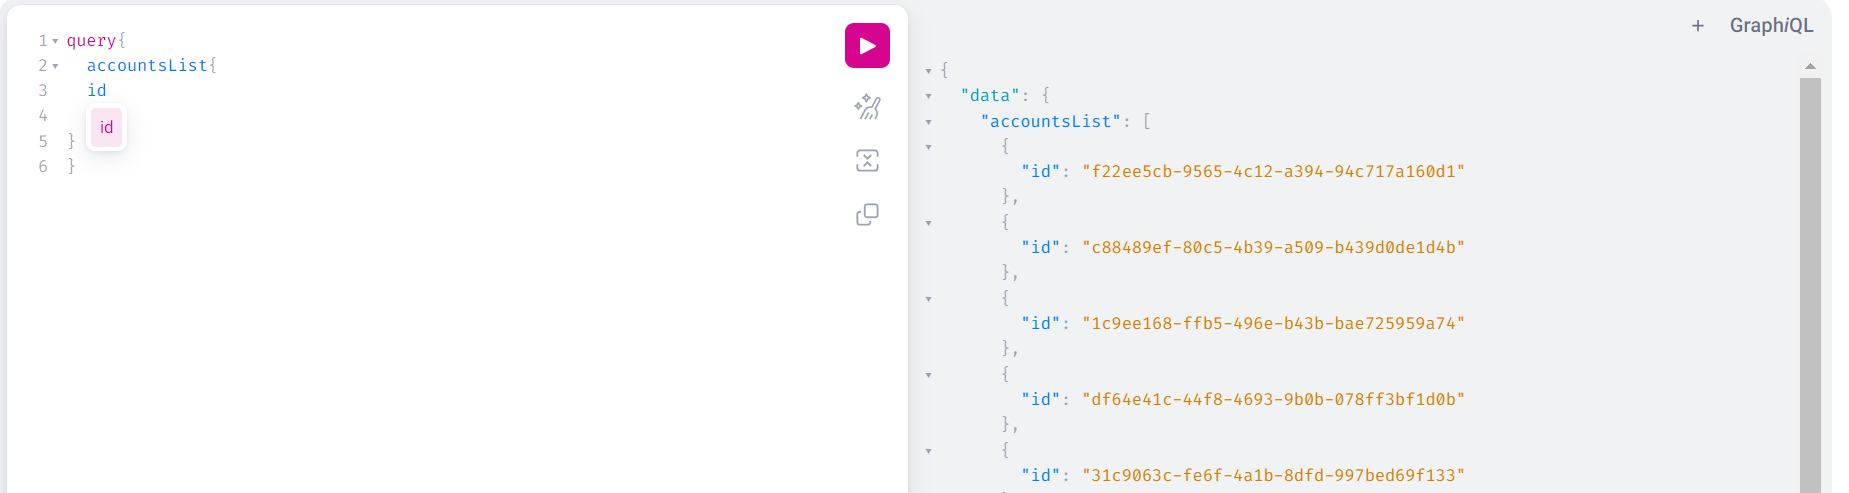 1 query{
2 accountsList{
3 id
4
id
5 }
6 }
+ GraphiQL
{
"data": {
"accountsList": [
{
"id": "f22ee5cb-9565-4c12-a394-94c717a160d1"
},
{
"id": "c88489ef-80c5-4b39-a509-b439d0de1d4b"
},
{
"id": "1c9ee168-ffb5-496e-b43b-bae725959a74"
},
{
"id": "df64e41c-44f8-4693-9b0b-078ff3bf1d0b"
},
{
"id": "31c9063c-fe6f-4a1b-8dfd-997bed69f133"